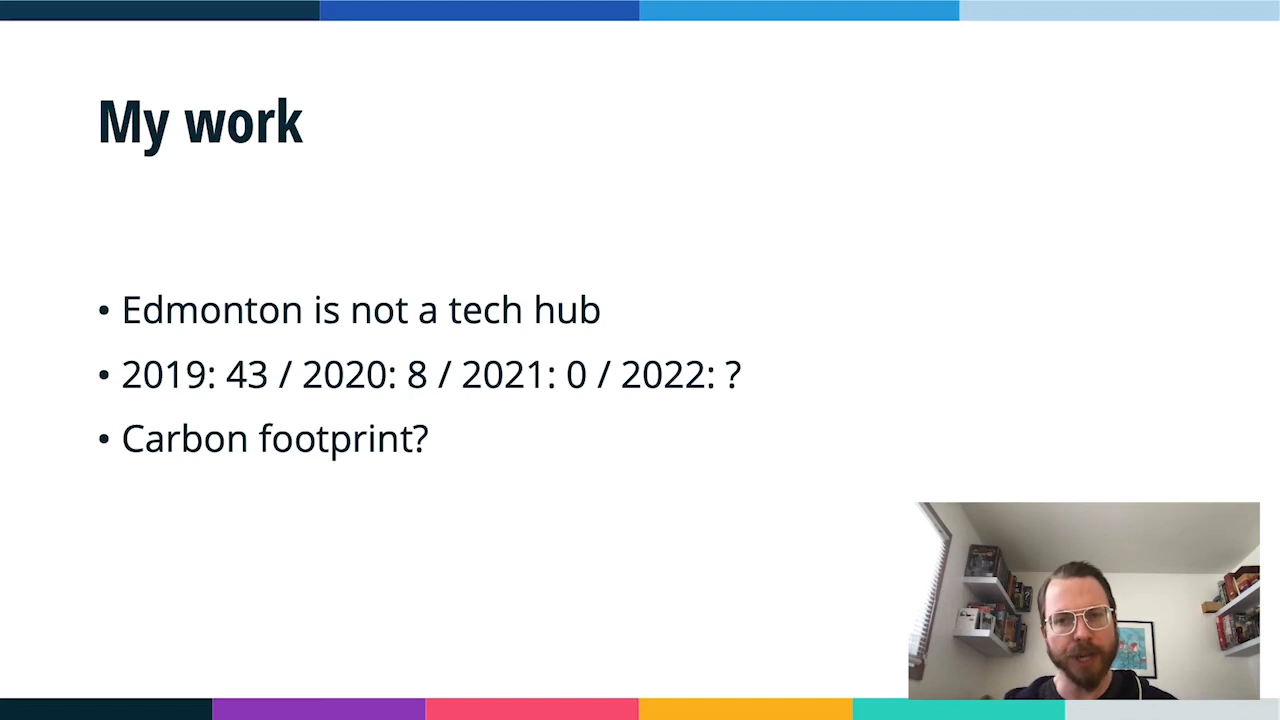 My work
• Edmonton is not a tech hub
• 2019: 43 / 2020: 8 / 2021: 0 / 2022: ?
• Carbon footprint?